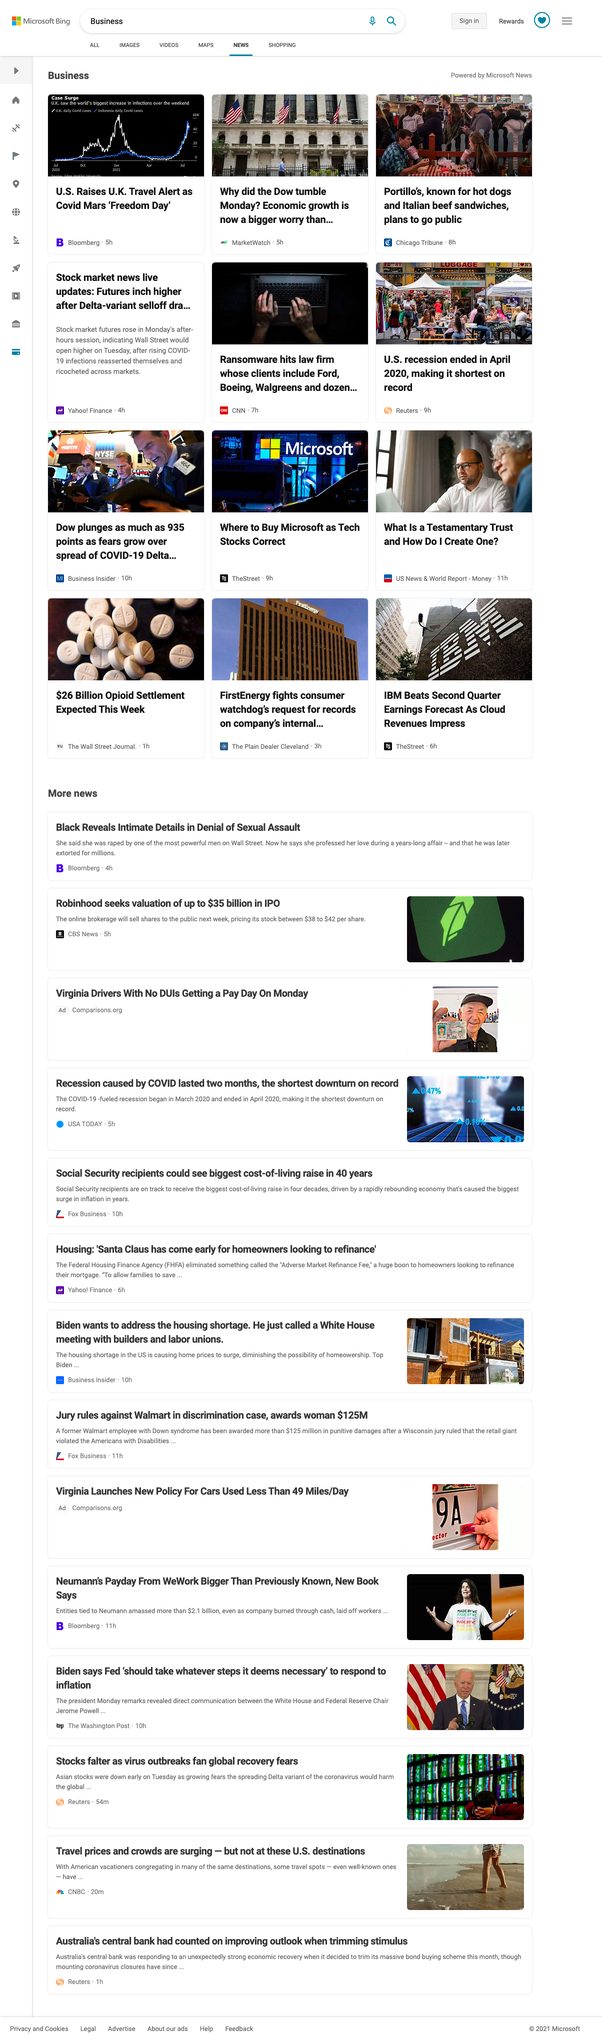 Microsoft Bing
Business
Sign in
Rewards
ALL
IMAGES
VIDEOS
MAPS
NEWS
SHOPPING
Business
Powered by Microsoft News
Case Surge
U.K. saw the world's biggest increase in infections over the weekend
U.S. Raises U.K. Travel Alert as
Covid Mars ‘Freedom Day’
Bloomberg · 5h
Why did the Dow tumble
Monday? Economic growth is
now a bigger worry than...
MarketWatch · 5h
Portillo’s, known for hot dogs
and Italian beef sandwiches,
plans to go public
Chicago Tribune · 8h
Stock market news live
updates: Futures inch higher
after Delta-variant selloff dra...
Stock market futures rose in Monday's after-
hours session, indicating Wall Street would
open higher on Tuesday, after rising COVID-
19 infections reasserted themselves and
ricocheted across markets.
Yahoo! Finance · 4h
Ransomware hits law firm
whose clients include Ford,
Boeing, Walgreens and dozen...
CNN · 7h
LUGGAGE
U.S. recession ended in April
2020, making it shortest on
record
Reuters · 9h
NYSE
Dow plunges as much as 935
points as fears grow over
spread of COVID-19 Delta...
Business Insider · 10h
Microsoft
Where to Buy Microsoft as Tech
Stocks Correct
TheStreet · 9h
What Is a Testamentary Trust
and How Do I Create One?
US News & World Report - Money · 11h
$26 Billion Opioid Settlement
Expected This Week
The Wall Street Journal. · 1h
FirstEnergy
FirstEnergy fights consumer
watchdog’s request for records
on company’s internal...
The Plain Dealer Cleveland · 3h
IBM
IBM Beats Second Quarter
Earnings Forecast As Cloud
Revenues Impress
TheStreet · 6h
More news
Black Reveals Intimate Details in Denial of Sexual Assault
She said she was raped by one of the most powerful men on Wall Street. Now he says she professed her love during a years-long affair – and that he was later
extorted for millions.
Bloomberg · 4h
Robinhood seeks valuation of up to $35 billion in IPO
The online brokerage will sell shares to the public next week, pricing its stock between $38 to $42 per share.
CBS News · 5h
Virginia Drivers With No DUIs Getting a Pay Day On Monday
Ad Comparisons.org
Recession caused by COVID lasted two months, the shortest downturn on record
The COVID-19 -fueled recession began in March 2020 and ended in April 2020, making it the shortest downturn on
record.
USA TODAY · 5h
Social Security recipients could see biggest cost-of-living raise in 40 years
Social Security recipients are on track to receive the biggest cost-of-living raise in four decades, driven by a rapidly rebounding economy that's caused the biggest
surge in inflation in years.
Fox Business · 10h
Housing: 'Santa Claus has come early for homeowners looking to refinance'
The Federal Housing Finance Agency (FHFA) eliminated something called the "Adverse Market Refinance Fee," a huge boon to homeowners looking to refinance
their mortgage. "To allow families to save ...
Yahoo! Finance · 6h
Biden wants to address the housing shortage. He just called a White House
meeting with builders and labor unions.
The housing shortage in the US is causing home prices to surge, diminishing the possibility of homeowership. Top
Biden ...
Business Insider · 10h
Jury rules against Walmart in discrimination case, awards woman $125M
A former Walmart employee with Down syndrome has been awarded more than $125 million in punitive damages after a Wisconsin jury ruled that the retail giant
violated the Americans with Disabilities ...
Fox Business · 11h
Virginia Launches New Policy For Cars Used Less Than 49 Miles/Day
Ad Comparisons.org
9A
Neumann’s Payday From WeWork Bigger Than Previously Known, New Book
Says
Entities tied to Neumann amassed more than $2.1 billion, even as company burned through cash, laid off workers ...
Bloomberg · 11h
Biden says Fed ‘should take whatever steps it deems necessary’ to respond to
inflation
The president Monday remarks revealed direct communication between the White House and Federal Reserve Chair
Jerome Powell ...
The Washington Post · 10h
Stocks falter as virus outbreaks fan global recovery fears
Asian stocks were down early on Tuesday as growing fears the spreading Delta variant of the coronavirus would harm
the global ...
Reuters · 54m
Travel prices and crowds are surging — but not at these U.S. destinations
With American vacationers congregating in many of the same destinations, some travel spots — even well-known ones
— have ...
CNBC · 20m
Australia's central bank had counted on improving outlook when trimming stimulus
Australia's central bank was responding to an unexpectedly strong economic recovery when it decided to trim its massive bond buying scheme this month, though
mounting coronavirus closures have since ...
Reuters · 1h
Privacy and Cookies
Legal
Advertise
About our ads
Help
Feedback
© 2021 Microsoft